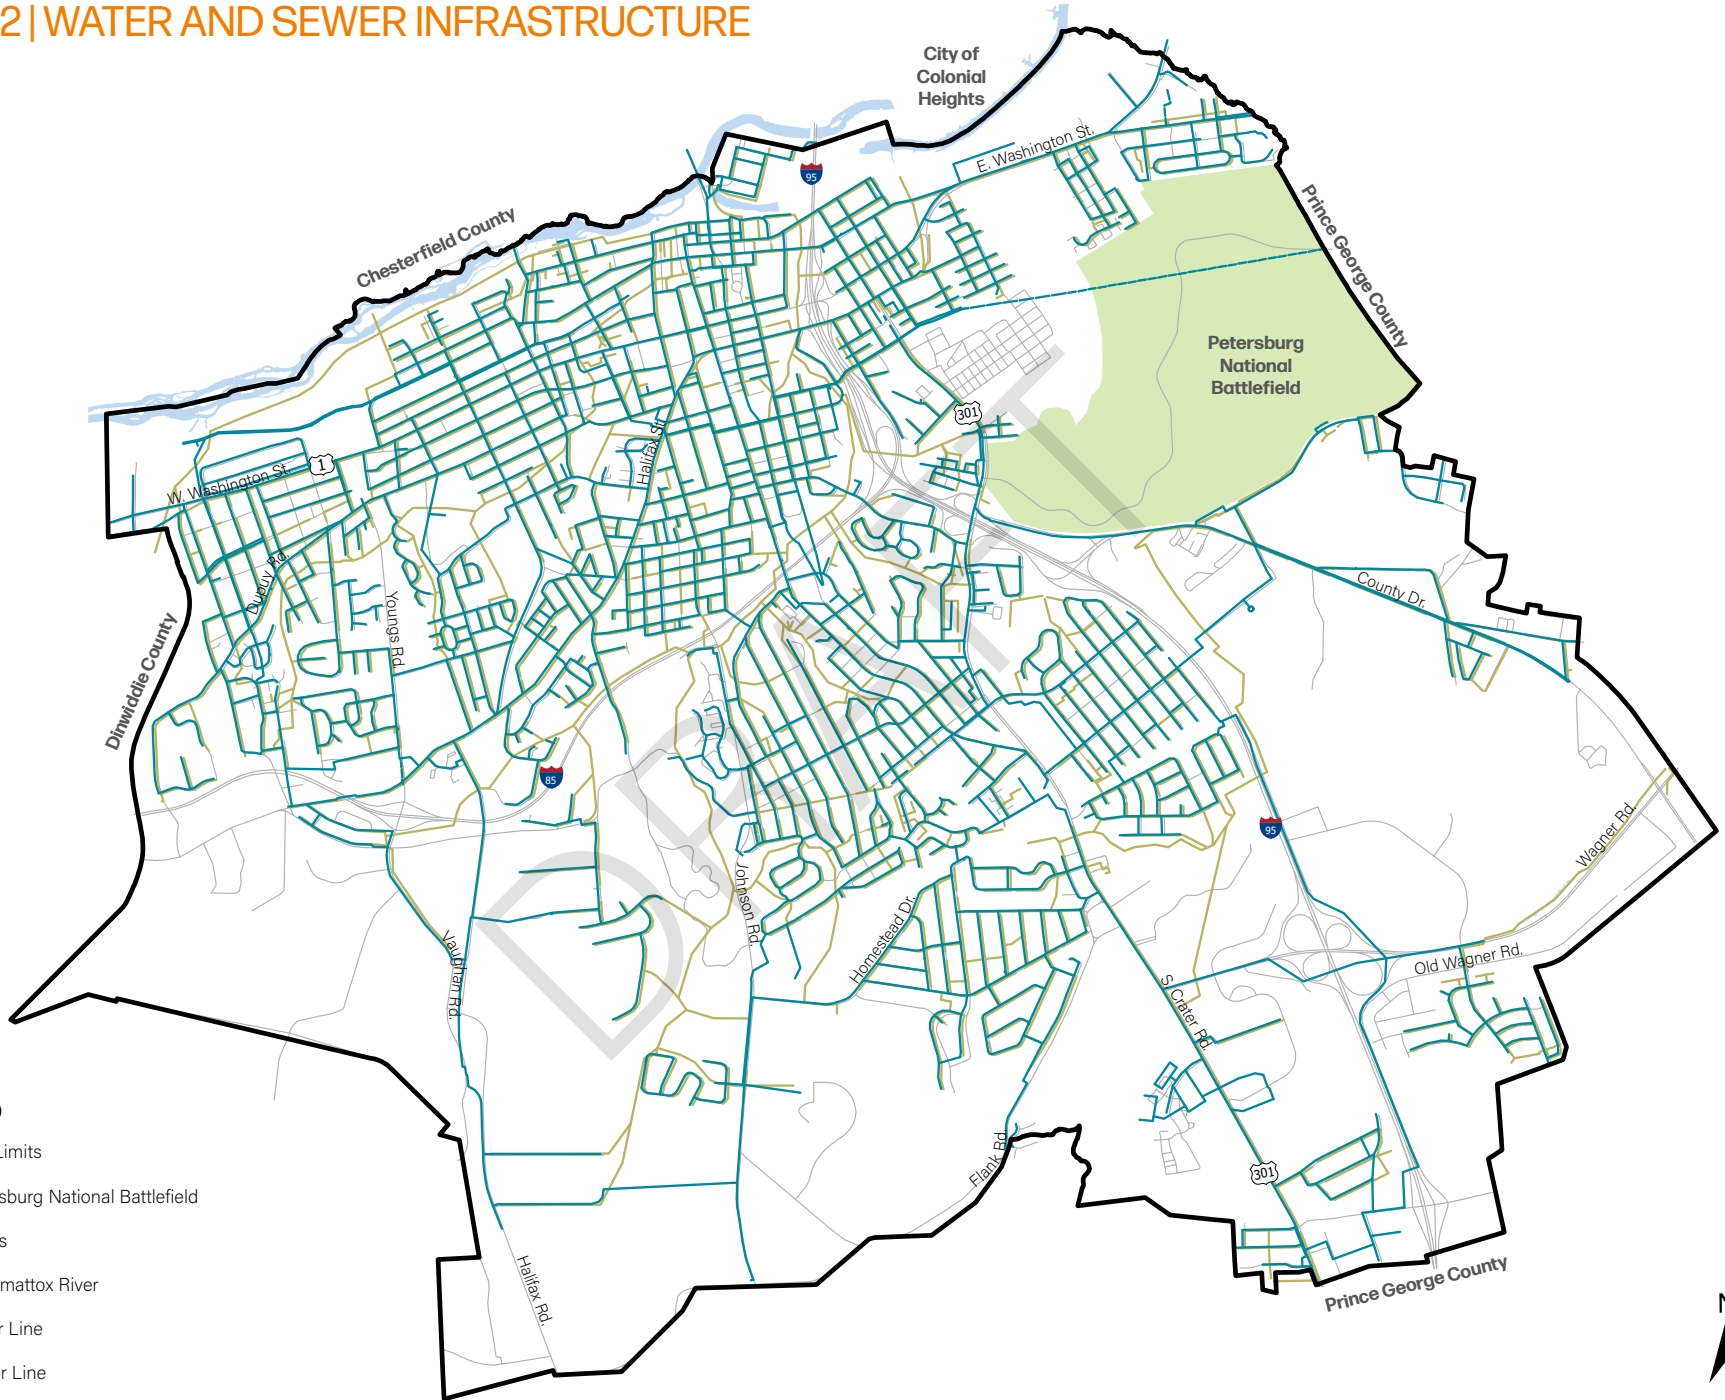 2 | WATER AND SEWER INFRASTRUCTURE
City of
Colonial
Heights
E. Washington St.
95
Chesterfield County
Prince George County
Petersburg
National
Battlefield
301
Halifax St.
1
W. Washington St.
Dupuy Rd.
Youngs Rd.
County Dr.
Dinwiddie County
85
95
Wagner Rd.
Johnson Rd.
Homestead Dr.
Vaughan Rd.
Old Wagner Rd.
S. Crater Rd.
DRAFT
Flank Rd.
301
Halifax Rd.
Prince George County
Limits
sburg National Battlefield
s
mattox River
r Line
r Line
N